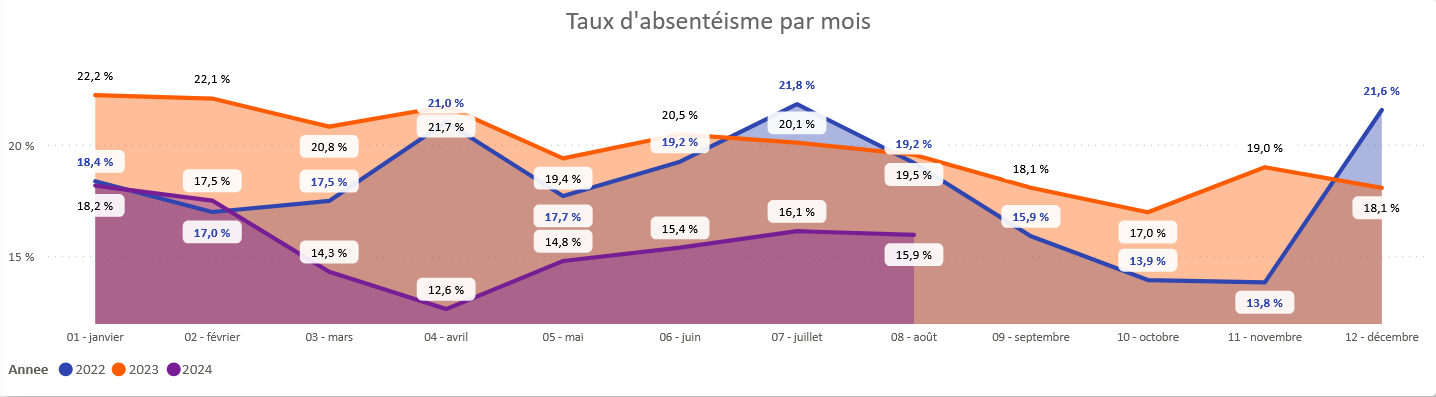 Taux d'absentéisme par mois
22,2 %
22,1 %
21,0 %
21,8 %
21,6 %
20,5 %
21,7 %
20,1 %
20 %
20,8 %
19,2 %
19,2 %
19,0 %
18,4 %
17,5 %
17,5 %
19,4 %
19,5 %
18,1 %
18,2 %
17,0 %
17,7 %
16,1 %
15,9 %
18,1 %
15 %
14,3 %
14,8 %
15,4 %
15,9 %
17,0 %
13,9 %
12,6 %
13,8 %
01 - janvier
02 - février
03 - mars
04 - avril
05 - mai
06 - juin
07 - juillet
08 - août
09 - septembre
10 - octobre
11 - novembre
12 - décembre
Annee 2022 2023 2024